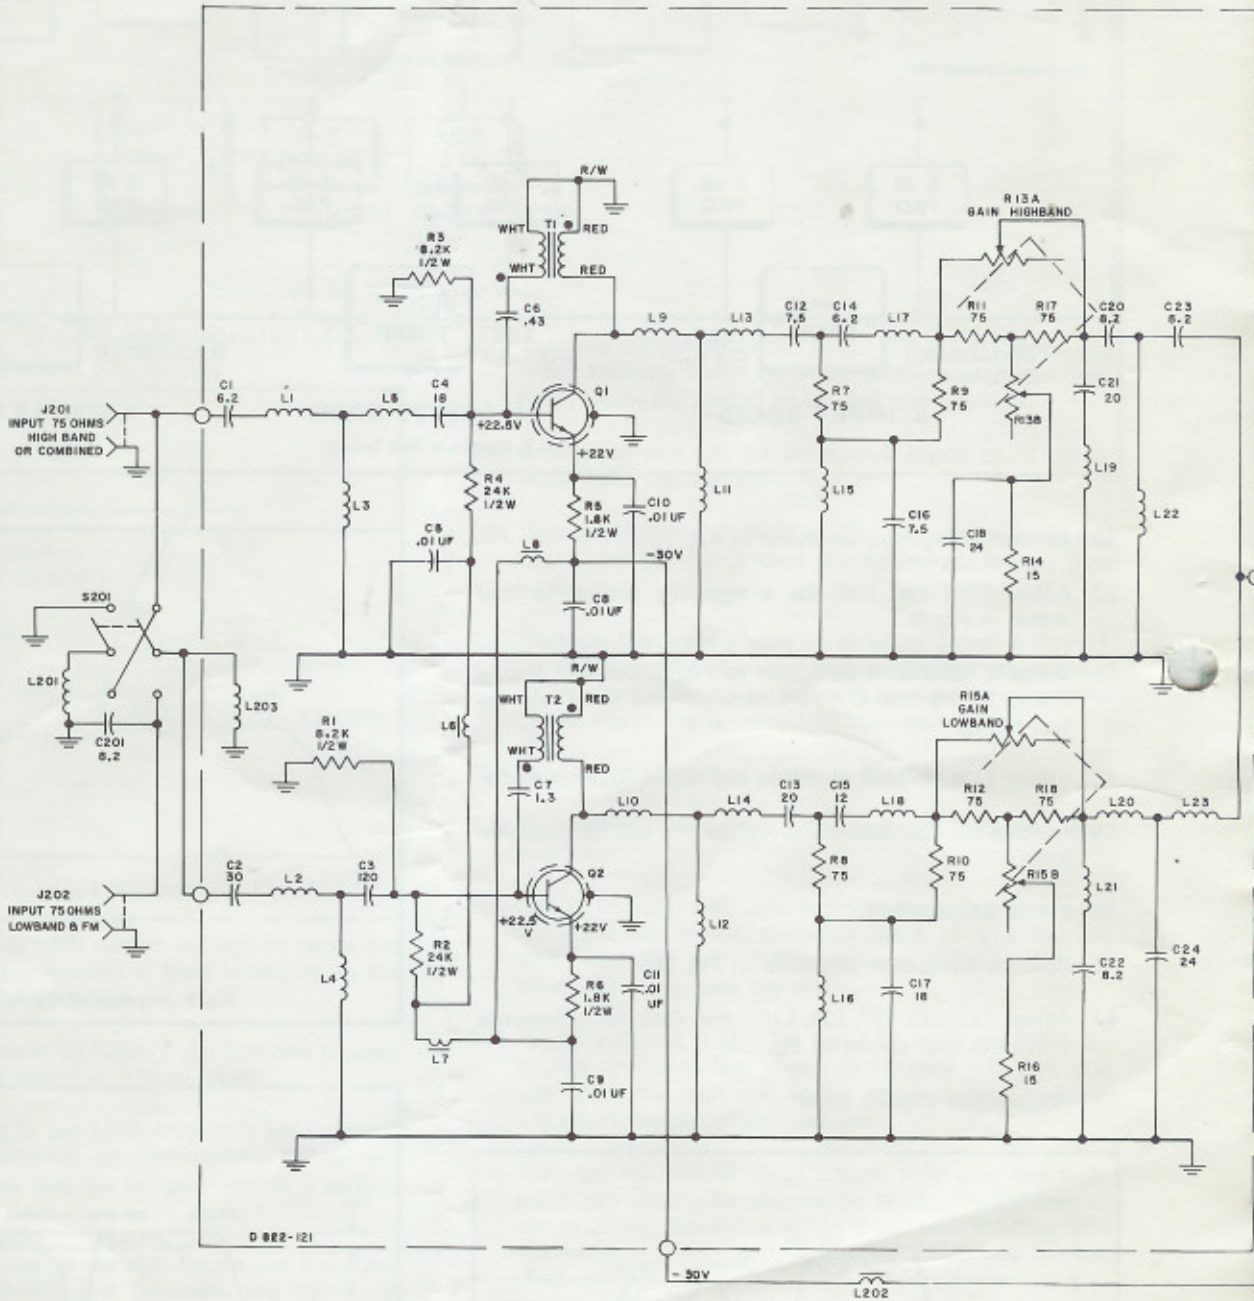 R/W
T1
WHT
RED
WHT
RED
R3
8.2K
1/2W
C6
.43
R13A
GAIN HIGHBAND
L9
L13
C12
7.5
C14
6.2
L17
R11
75
R17
75
C20
8.2
C23
6.2
J201
INPUT 75 OHMS
HIGH BAND
OR COMBINED
C1
6.2
L1
L5
C4
18
+22.5V
Q1
+22V
R7
75
R9
75
R13B
C21
20
L3
R4
24K
1/2W
R5
1.8K
1/2W
C10
.01UF
L11
L15
C16
7.5
C18
24
R14
15
L19
L22
.01UF
L8
-30V
C8
.01UF
S201
L201
C201
8.2
L203
R/W
WHT
T2
RED
WHT
RED
L6
R1
8.2K
1/2W
C7
1.3
R15A
GAIN
LOWBAND
L10
L14
C13
20
C15
12
L18
R12
75
R18
75
L20
L23
J202
INPUT 75 OHMS
LOWBAND & FM
C2
30
L2
C3
120
Q2
+22.5
V
+22V
R8
75
R10
75
R15B
L21
L4
R2
24K
1/2W
R6
1.8K
1/2W
C11
.01
UF
L12
L16
C17
18
C22
8.2
C24
24
L7
C9
.01UF
R16
15
D 822-121
-30V
L202